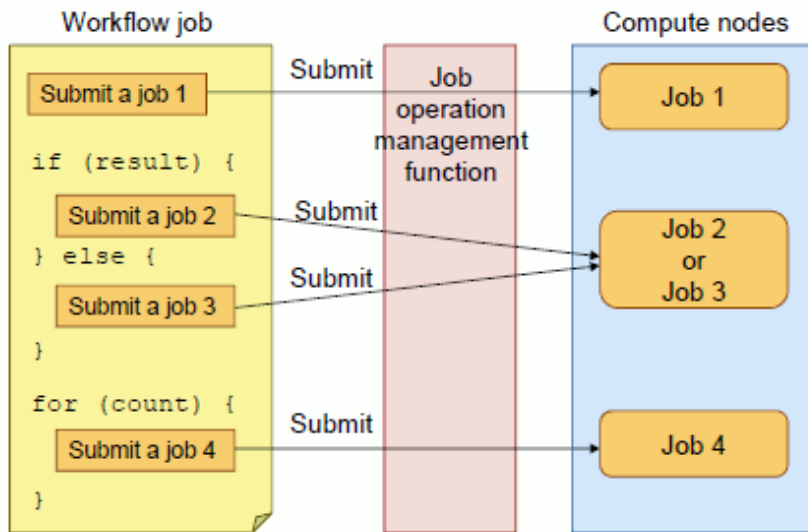 Workflow job
Compute nodes
Submit a job 1
Submit
Job
operation
management
function
Job 1
if (result) {
Submit a job 2
Submit
} else {
Submit a job 3
Submit
Job 2
or
Job 3
}
for (count) {
Submit a job 4
Submit
Job 4
}